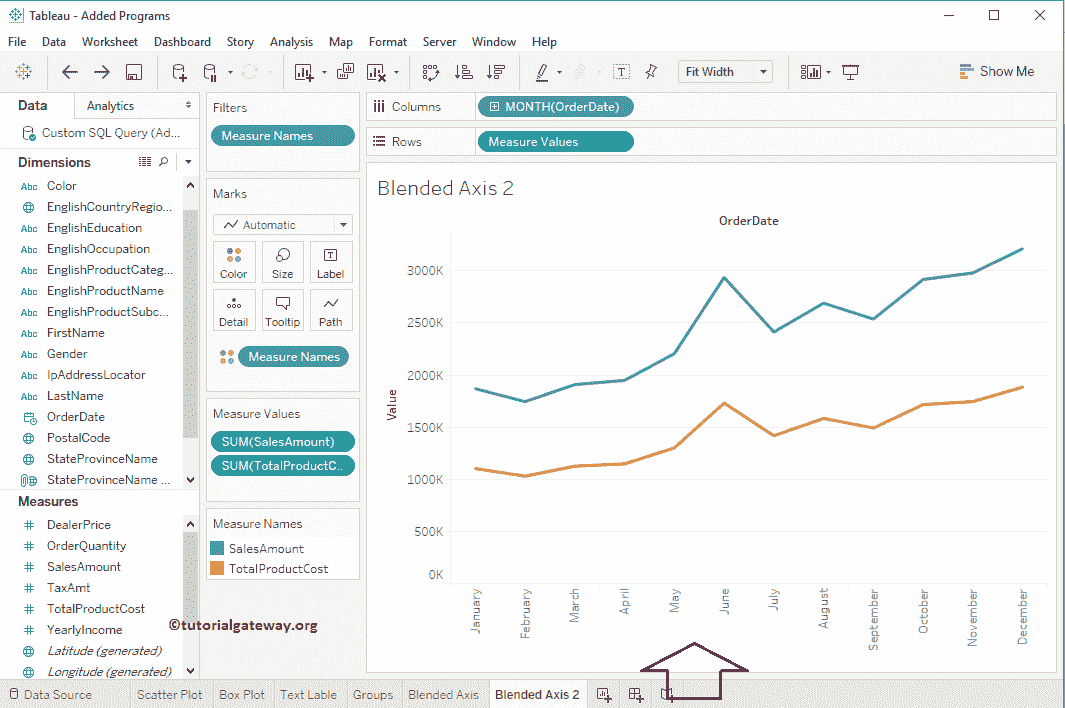 Tableau - Added Programs
File Data Worksheet Dashboard Story Analysis Map Format Server Window Help
Fit Width
Show Me
Data Analytics
Custom SQL Query (Ad...
Dimensions
Abc Color
EnglishCountryRegio...
Abc EnglishEducation
Abc EnglishOccupation
Abc EnglishProductCateg...
Abc EnglishProductName
Abc EnglishProductSubc...
Abc FirstName
Abc Gender
Abc IpAddressLocator
Abc LastName
OrderDate
PostalCode
StateProvinceName
StateProvinceName ...
Measures
# DealerPrice
# OrderQuantity
# SalesAmount
# TaxAmt
# TotalProductCost
# YearlyIncome
Latitude (generated)
Longitude (generated)
©tutorialgateway.org
Filters
Measure Names
Marks
Automatic
Color Size Label
Detail Tooltip Path
Measure Names
Measure Values
SUM(SalesAmount)
SUM(TotalProductC..
Measure Names
SalesAmount
TotalProductCost
Columns MONTH(OrderDate)
Rows Measure Values
Blended Axis 2
OrderDate
Value
3000K
2500K
2000K
1500K
1000K
500K
0K
January
February
March
April
May
June
July
August
September
October
November
December
Data Source Scatter Plot Box Plot Text Lable Groups Blended Axis Blended Axis 2